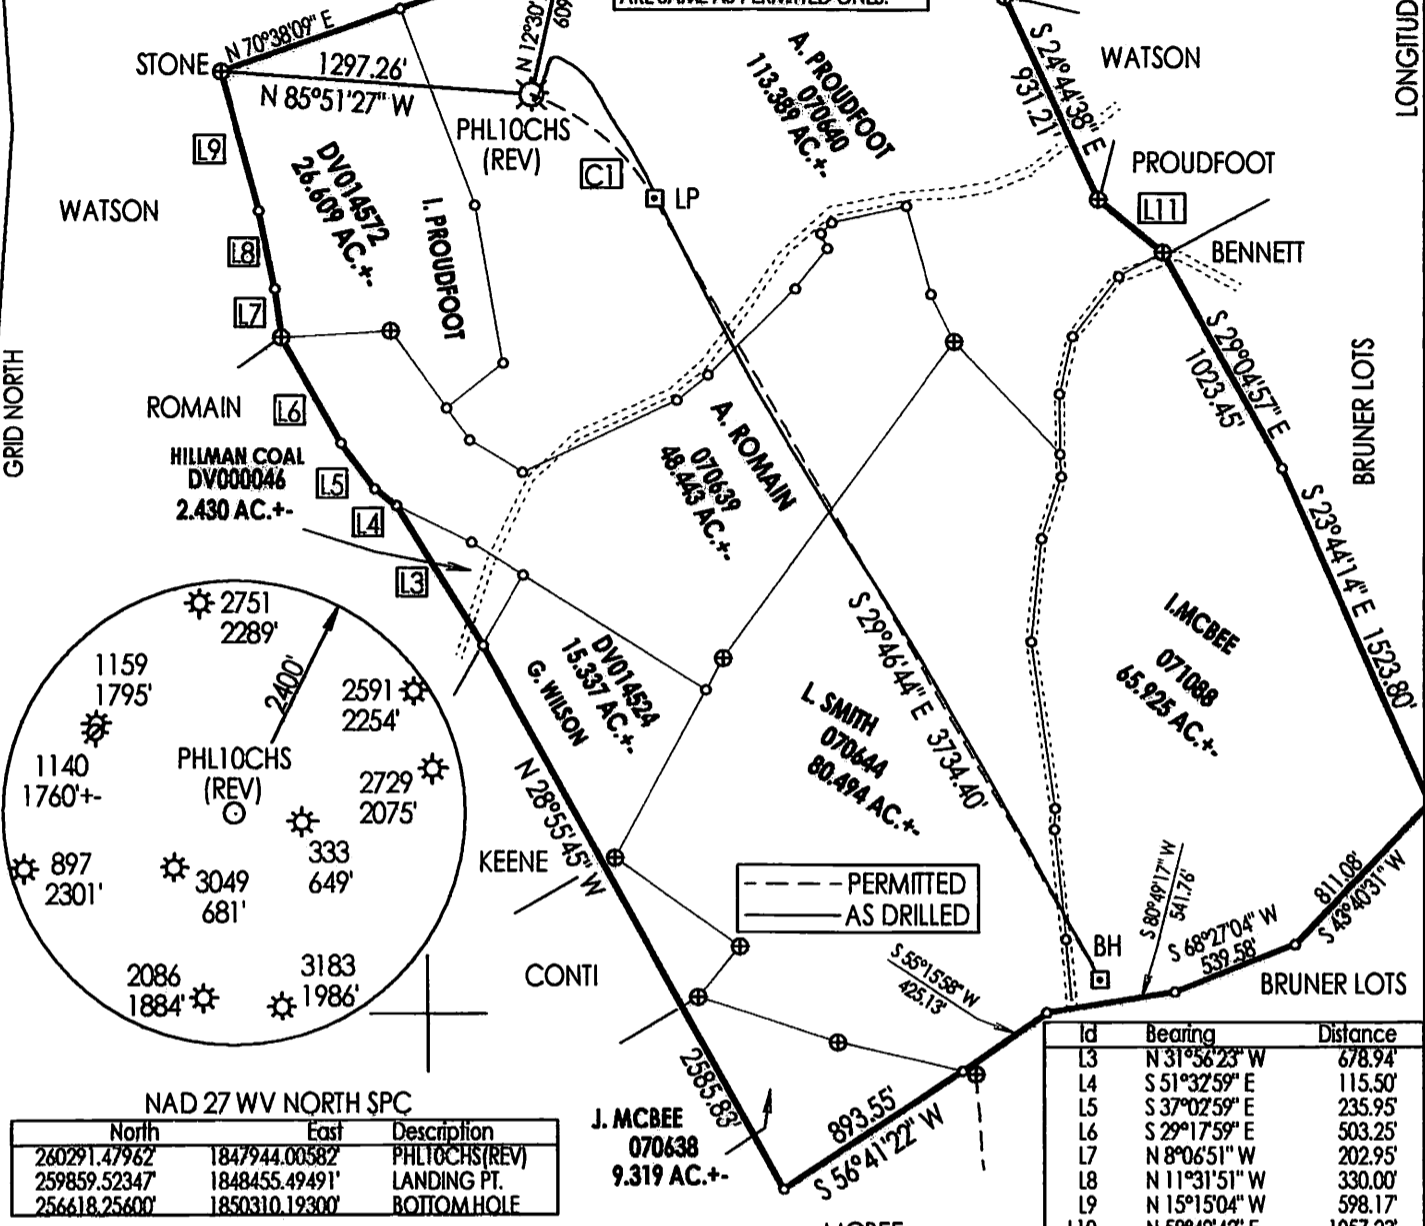 ARE SAME AS PERMITTED ONES.
N 70°38'09" E
STONE
1297.26'
N 85°51'27" W
N 12°30'
609
PHL10CHS
(REV)
C1
LP
A. PROUDFOOT
070640
113.389 AC.+-
S 24°44'38" E
931.21'
WATSON
LONGITUD
PROUDFOOT
L11
BENNETT
L9
WATSON
L8
L7
DV014572
26.609 AC.+-
I. PROUDFOOT
GRID NORTH
ROMAIN
L6
HILLMAN COAL
DV000046
2.430 AC.+-
L5
L4
L3
A. ROMAIN
070639
48.443 AC.+-
S 29°04'57" E
1023.45'
BRUNER LOTS
S 23°44'14" E 1523.80'
S 29°46'44" E 3734.40'
I.MCBEE
071088
65.925 AC.+-
L. SMITH
070644
80.494 AC.+-
DV014524
15.337 AC.+-
G. WILSON
2751
2289'
1159
1795'
2400'
2591
2254'
1140
1760'+-
PHL10CHS
(REV)
2729
2075'
897
2301'
3049
681'
333
649'
2086
1884'
3183
1986'
N 28°55'45" W
2585.83'
KEENE
CONTI
PERMITTED
AS DRILLED
S 55°15'58" W
425.13'
BH
S 80°49'17" W
541.76'
S 68°27'04" W
539.58'
811.08'
S 43°40'31" W
BRUNER LOTS
893.55'
S 56°41'22" W
J. MCBEE
070638
9.319 AC.+-
NAD 27 WV NORTH SPC
North East Description
260291.47962' 1847944.00582' PHL10CHS(REV)
259859.52347' 1848455.49491' LANDING PT.
256618.25600' 1850310.19300' BOTTOM HOLE
Id Bearing Distance
L3 N 31°56'23" W 678.94'
L4 S 51°32'59" E 115.50'
L5 S 37°02'59" E 235.95'
L6 S 29°17'59" E 503.25'
L7 N 8°06'51" W 202.95'
L8 N 11°31'51" W 330.00'
L9 N 15°15'04" W 598.17'